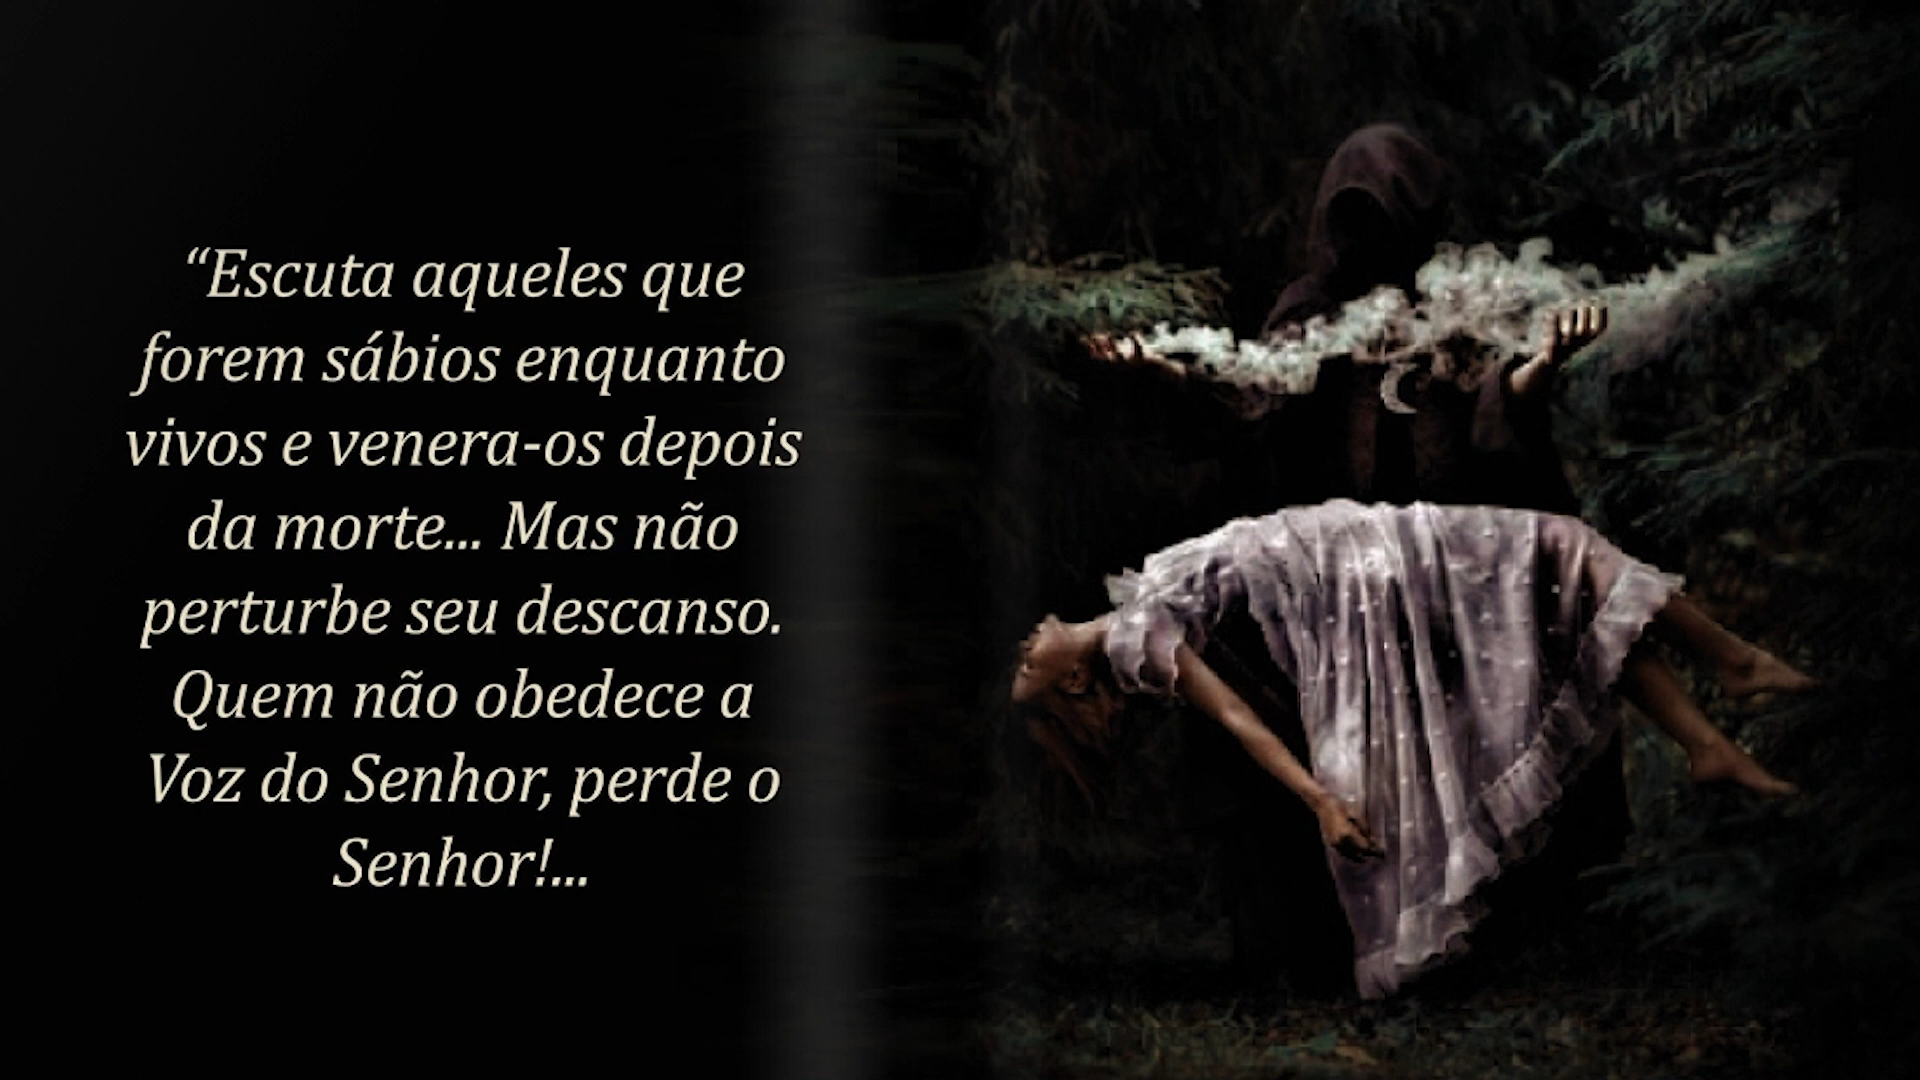 “Escuta aqueles que
forem sábios enquanto
vivos e venera-os depois
da morte... Mas não
perturbe seu descanso.
Quem não obedece a
Voz do Senhor, perde o
Senhor!...